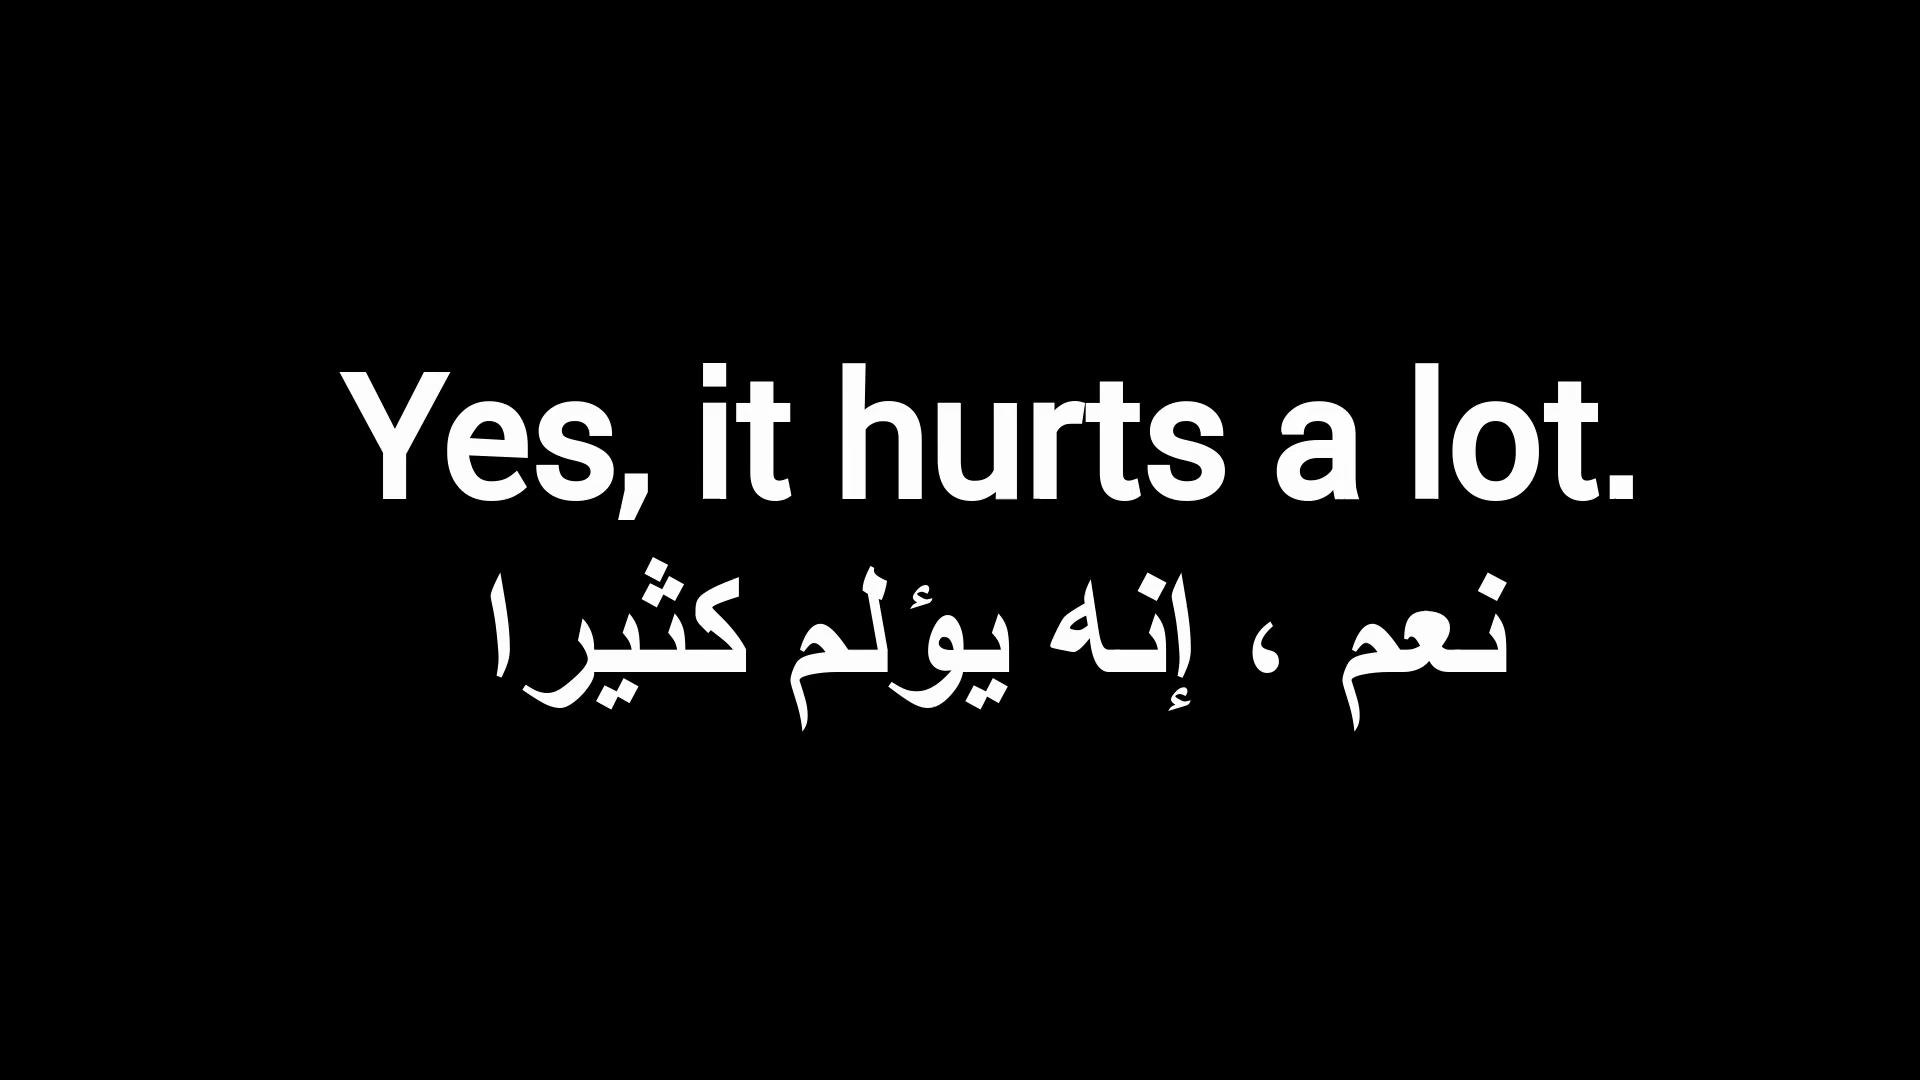 Yes, it hurts a lot.
نعم ، إنه يؤلم كثيرا